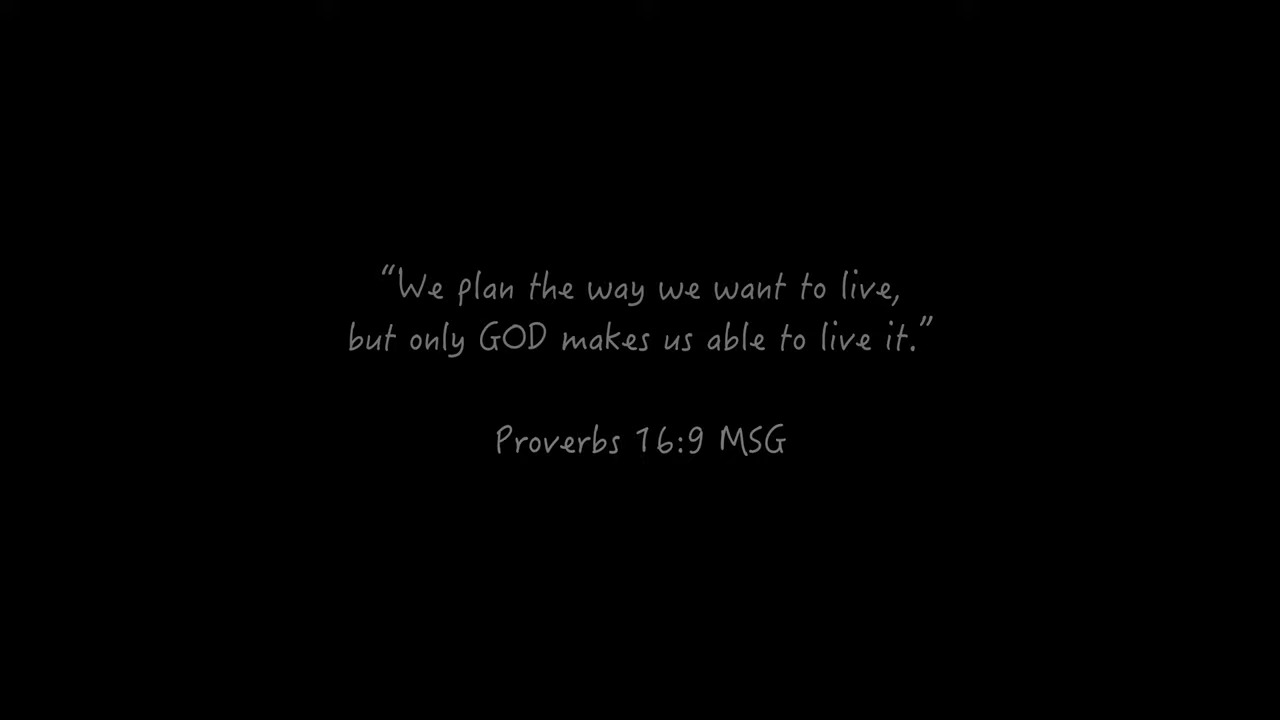 “We plan the way we want to live,
but only GOD makes us able to live it.”
Proverbs 16:9 MSG